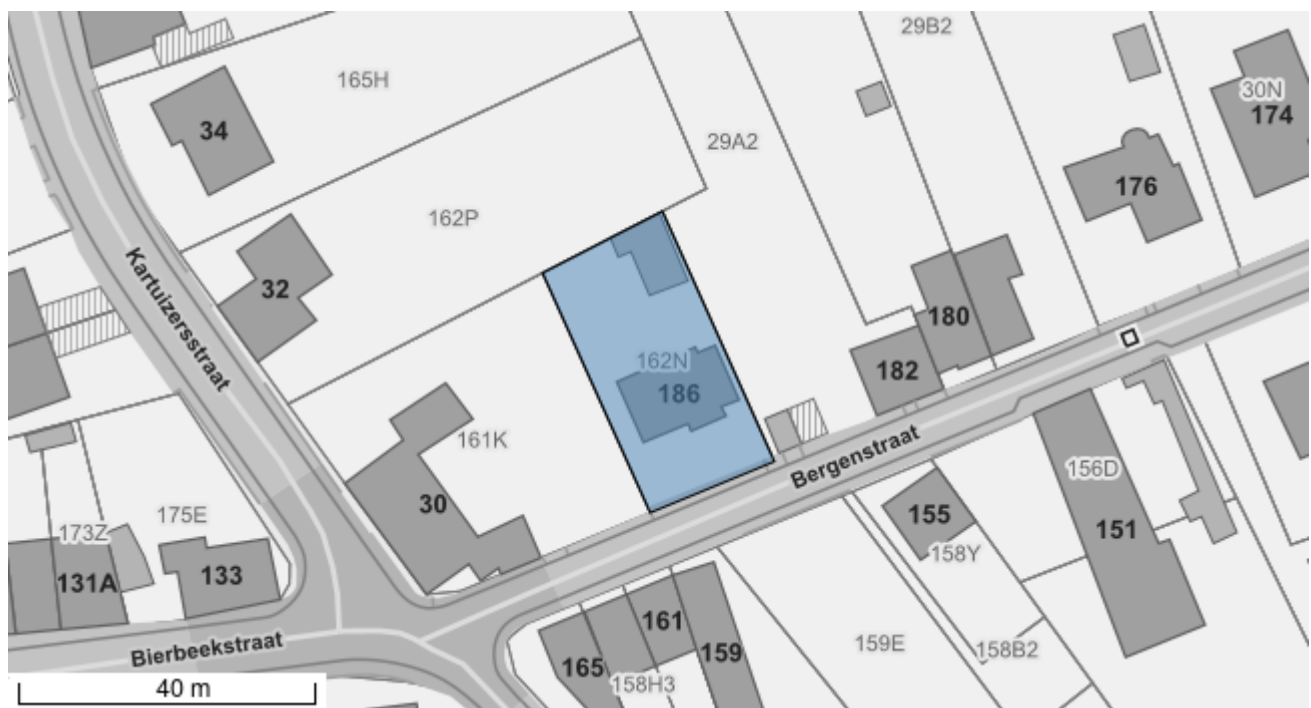 29B2
165H
30N
174
34
29A2
176
162P
Kartuizersstraat
32
180
162N
182
186
161K
Bergenstraat
156D
30
155
151
173Z
175E
158Y
131A
133
161
Bierbeekstraat
165
159
159E
158B2
158H3
40 m